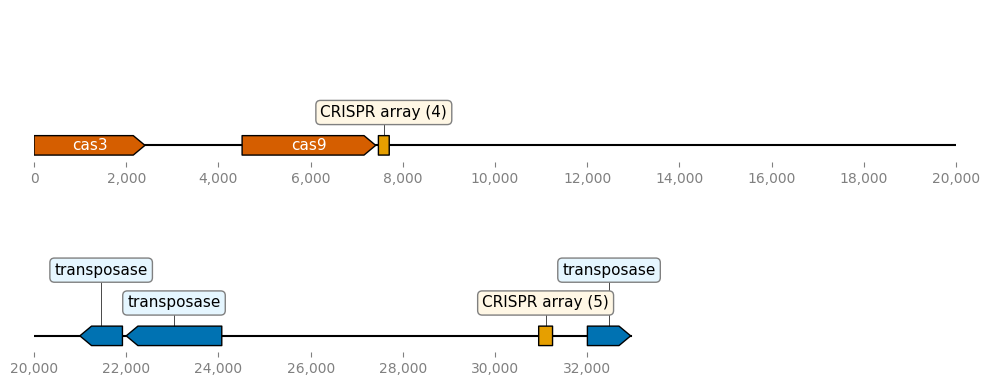 CRISPR array (4)
cas3 cas9
0 2,000 4,000 6,000 8,000 10,000 12,000 14,000 16,000 18,000 20,000
transposase transposase
transposase CRISPR array (5)
20,000 22,000 24,000 26,000 28,000 30,000 32,000